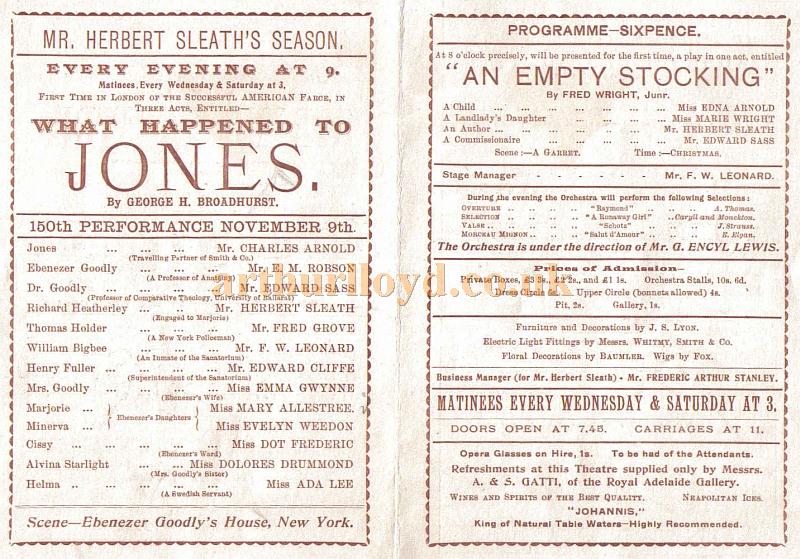 MR. HERBERT SLEATH'S SEASON.
EVERY EVENING AT 9.
Matinees, Every Wednesday & Saturday at 3,
FIRST TIME IN LONDON OF THE SUCCESSFUL AMERICAN FARCE, IN
THREE ACTS, ENTITLED—
WHAT HAPPENED TO
JONES.
By GEORGE H. BROADHURST.
150th PERFORMANCE NOVEMBER 9th.
Jones ... ... ... Mr. CHARLES ARNOLD
(Travelling Partner of Smith & Co.)
Ebenezer Goodly ... ... Mr. E. M. ROBSON
(A Professor of Anatomy)
Dr. Goodly ... ... ... Mr. EDWARD SASS
(Professor of Comparative Theology, University of Ballarat)
Richard Heatherley ... ... Mr. HERBERT SLEATH
(Engaged to Marjorie)
Thomas Holder ... ... ... Mr. FRED GROVE
(A New York Policeman)
William Bigbee ... ... Mr. F. W. LEONARD
(An Inmate of the Sanatorium)
Henry Fuller ... ... Mr. EDWARD CLIFFE
(Superintendent of the Sanatorium)
Mrs. Goodly ... ... ... Miss EMMA GWYNNE
(Ebenezer's Wife)
Marjorie ... } Ebenezer's Daughters { Miss MARY ALLESTREE.
Minerva ... } { Miss EVELYN WEEDON
Cissy ... ... ... Miss DOT FREDERIC
(Ebenezer's Ward)
Alvina Starlight ... ... Miss DOLORES DRUMMOND
(Mrs. Goodly's Sister)
Helma .. ... ... ... Miss ADA LEE
(A Swedish Servant)
Scene—Ebenezer Goodly's House, New York.
PROGRAMME—SIXPENCE.
At 8 o'clock precisely, will be presented for the first time, a play in one act, entitled
"AN EMPTY STOCKING"
By FRED WRIGHT, Junr.
A Child ... ... ... ... ... ... Miss EDNA ARNOLD
A Landlady's Daughter ... ... ... Miss MARIE WRIGHT
An Author ... ... ... ... ... Mr. HERBERT SLEATH
A Commissionaire ... ... ... ... Mr. EDWARD SASS
Scene :—A GARRET. Time :—CHRISTMAS.
Stage Manager - - - - - - Mr. F. W. LEONARD.
During the evening the Orchestra will perform the following Selections:
OVERTURE .. .. .. "Raymond" .. .. .. A. Thomas.
SELECTION .. .. .. "A Runaway Girl" .. Caryll and Monckton.
VALSE .. .. .. .. "Schots" .. .. .. J. Strauss.
MORCEAU MIGNON .. .. "Salut d'Amour" .. .. .. E. Elgan.
The Orchestra is under the direction of Mr. G. ENCYL LEWIS.
Prices of Admission—
Private Boxes, £3 3s., £2 2s., and £1 1s. Orchestra Stalls, 10s. 6d.
Dress Circle 6s. Upper Circle (bonnets allowed) 4s.
Pit, 2s. Gallery, 1s.
arthurlloyd.co.uk
Furniture and Decorations by J. S. LYON.
Electric Light Fittings by Messrs. WHITMY, SMITH & CO.
Floral Decorations by BAUMLER. Wigs by FOX.
Business Manager (for Mr. Herbert Sleath) - Mr. FREDERIC ARTHUR STANLEY.
MATINEES EVERY WEDNESDAY & SATURDAY AT 3.
DOORS OPEN AT 7.45. CARRIAGES AT 11.
Opera Glasses on Hire, 1s. To be had of the Attendants.
Refreshments at this Theatre supplied only by Messrs.
A. & S. GATTI, of the Royal Adelaide Gallery.
WINES AND SPIRITS OF THE BEST QUALITY. NEAPOLITAN ICES.
"JOHANNIS,"
King of Natural Table Waters—Highly Recommended.